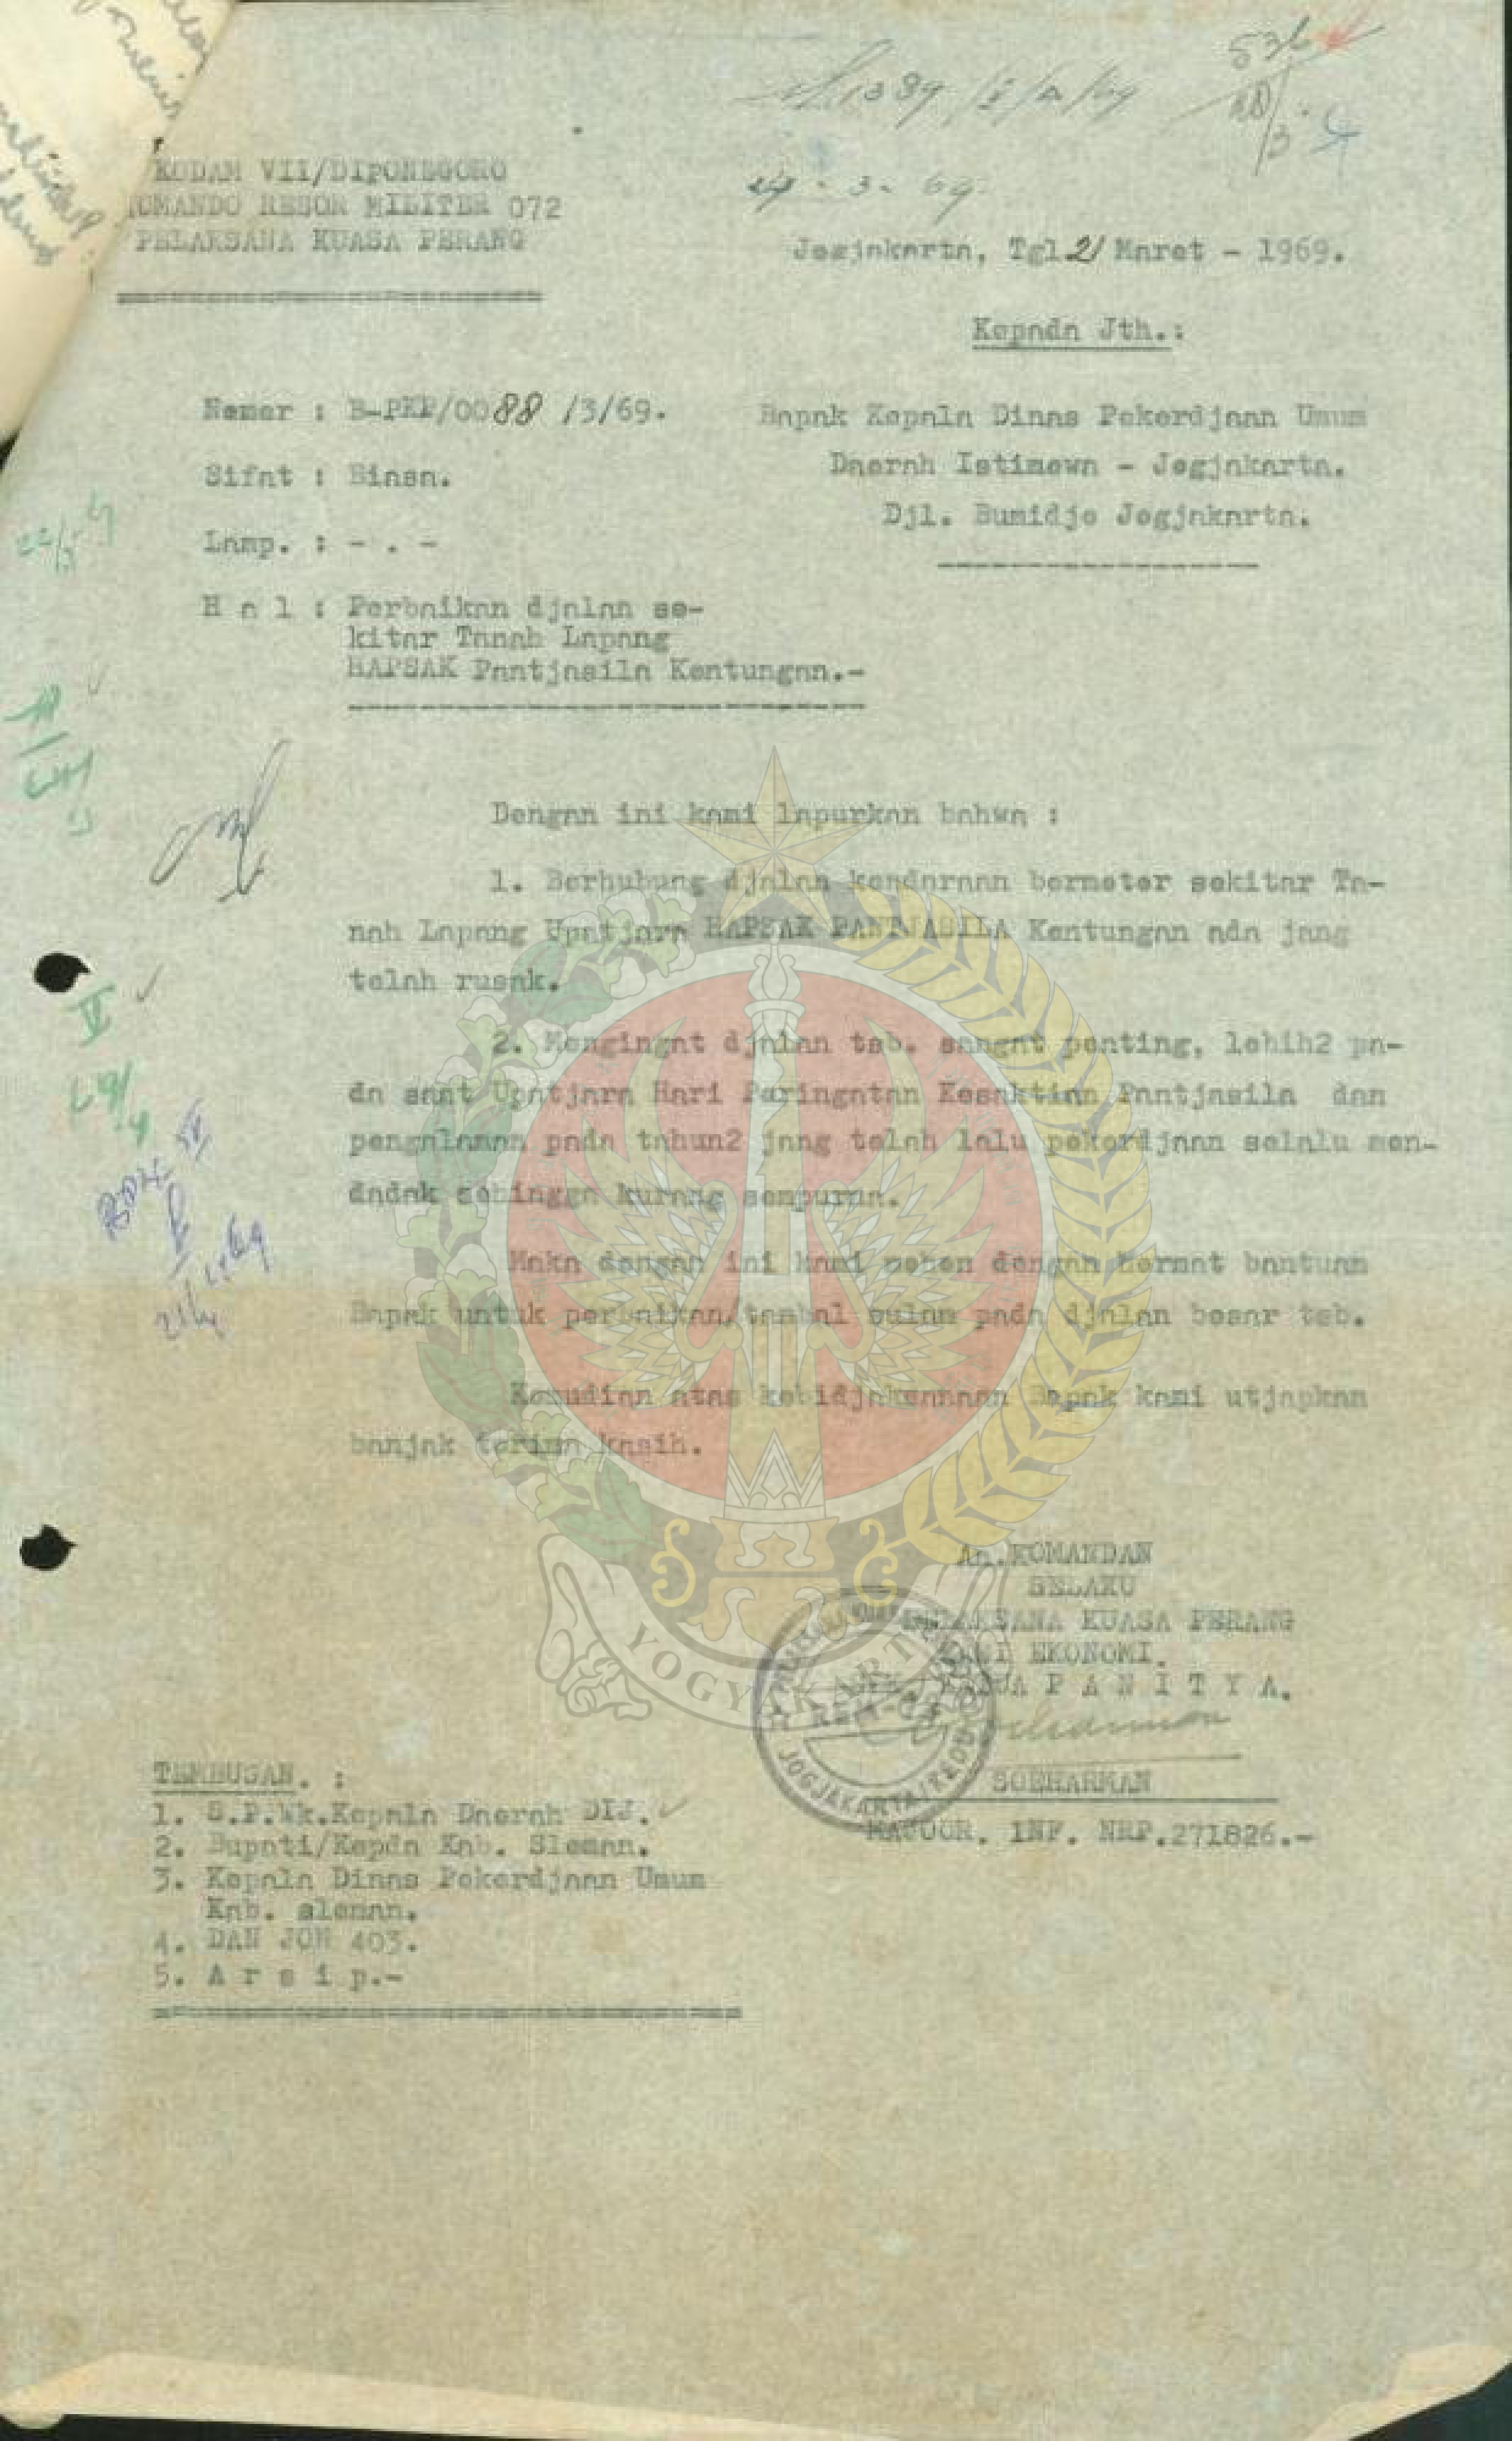 KODAM VII/DIPONEGORO
KOMANDO RESOR MILITER 072
PELAKSANA KUASA PERANG
24 - 3 - 69.
Jogjakarta, Tgl 21 Maret - 1969.
Kepada Jth.:
Nomor : B-PKP/0088 /3/69.
Bapak Kepala Dinas Pekerdjaan Umum
Daerah Istimewa - Jogjakarta.
Djl. Bumidjo Jogjakarta.
Sifat : Biasa.
Lamp. : - . -
H a l : Perbaikan djalan se-
kitar Tanah Lapang
HAPSAK Pantjasila Kentungan.-
Dengan ini kami lapurkan bahwa :
1. Berhubung djalan kendaraan bermotor sekitar Ta-
nah Lapang Upatjara HAPSAK PANTJASILA Kentungan ada jang
telah rusak.
2. Mengingat djalan tsb. sangat penting, lebih2 pa-
da saat Upatjara Hari Peringatan Kesaktian Pantjasila dan
pengalaman pada tahun2 jang telah lalu pekerdjaan selalu men-
dadak sehingga kurang sempurna.
Maka dengan ini kami mohon dengan hormat bantuan
Bapak untuk perbaikan/tambal sulam pada djalan besar tsb.
Kemudian atas kebidjaksanaan Bapak kami utjapkan
banjak terima kasih.
An.KOMANDAN
SELAKU
PELAKSANA KUASA PERANG
EKONOMI.
P A N I T Y A.
YOGYAKARTA
JOGJAKARTA
SOEHARMAN
MAJOOR. INF. NRP.271826.-
TEMBUSAN. :
1. S.P.Wk.Kepala Daerah DIJ.
2. Bupati/Kepda Kab. Sleman.
3. Kepala Dinas Pekerdjaan Umum
Kab. sleman.
4. DAN JON 403.
5. A r s i p.-